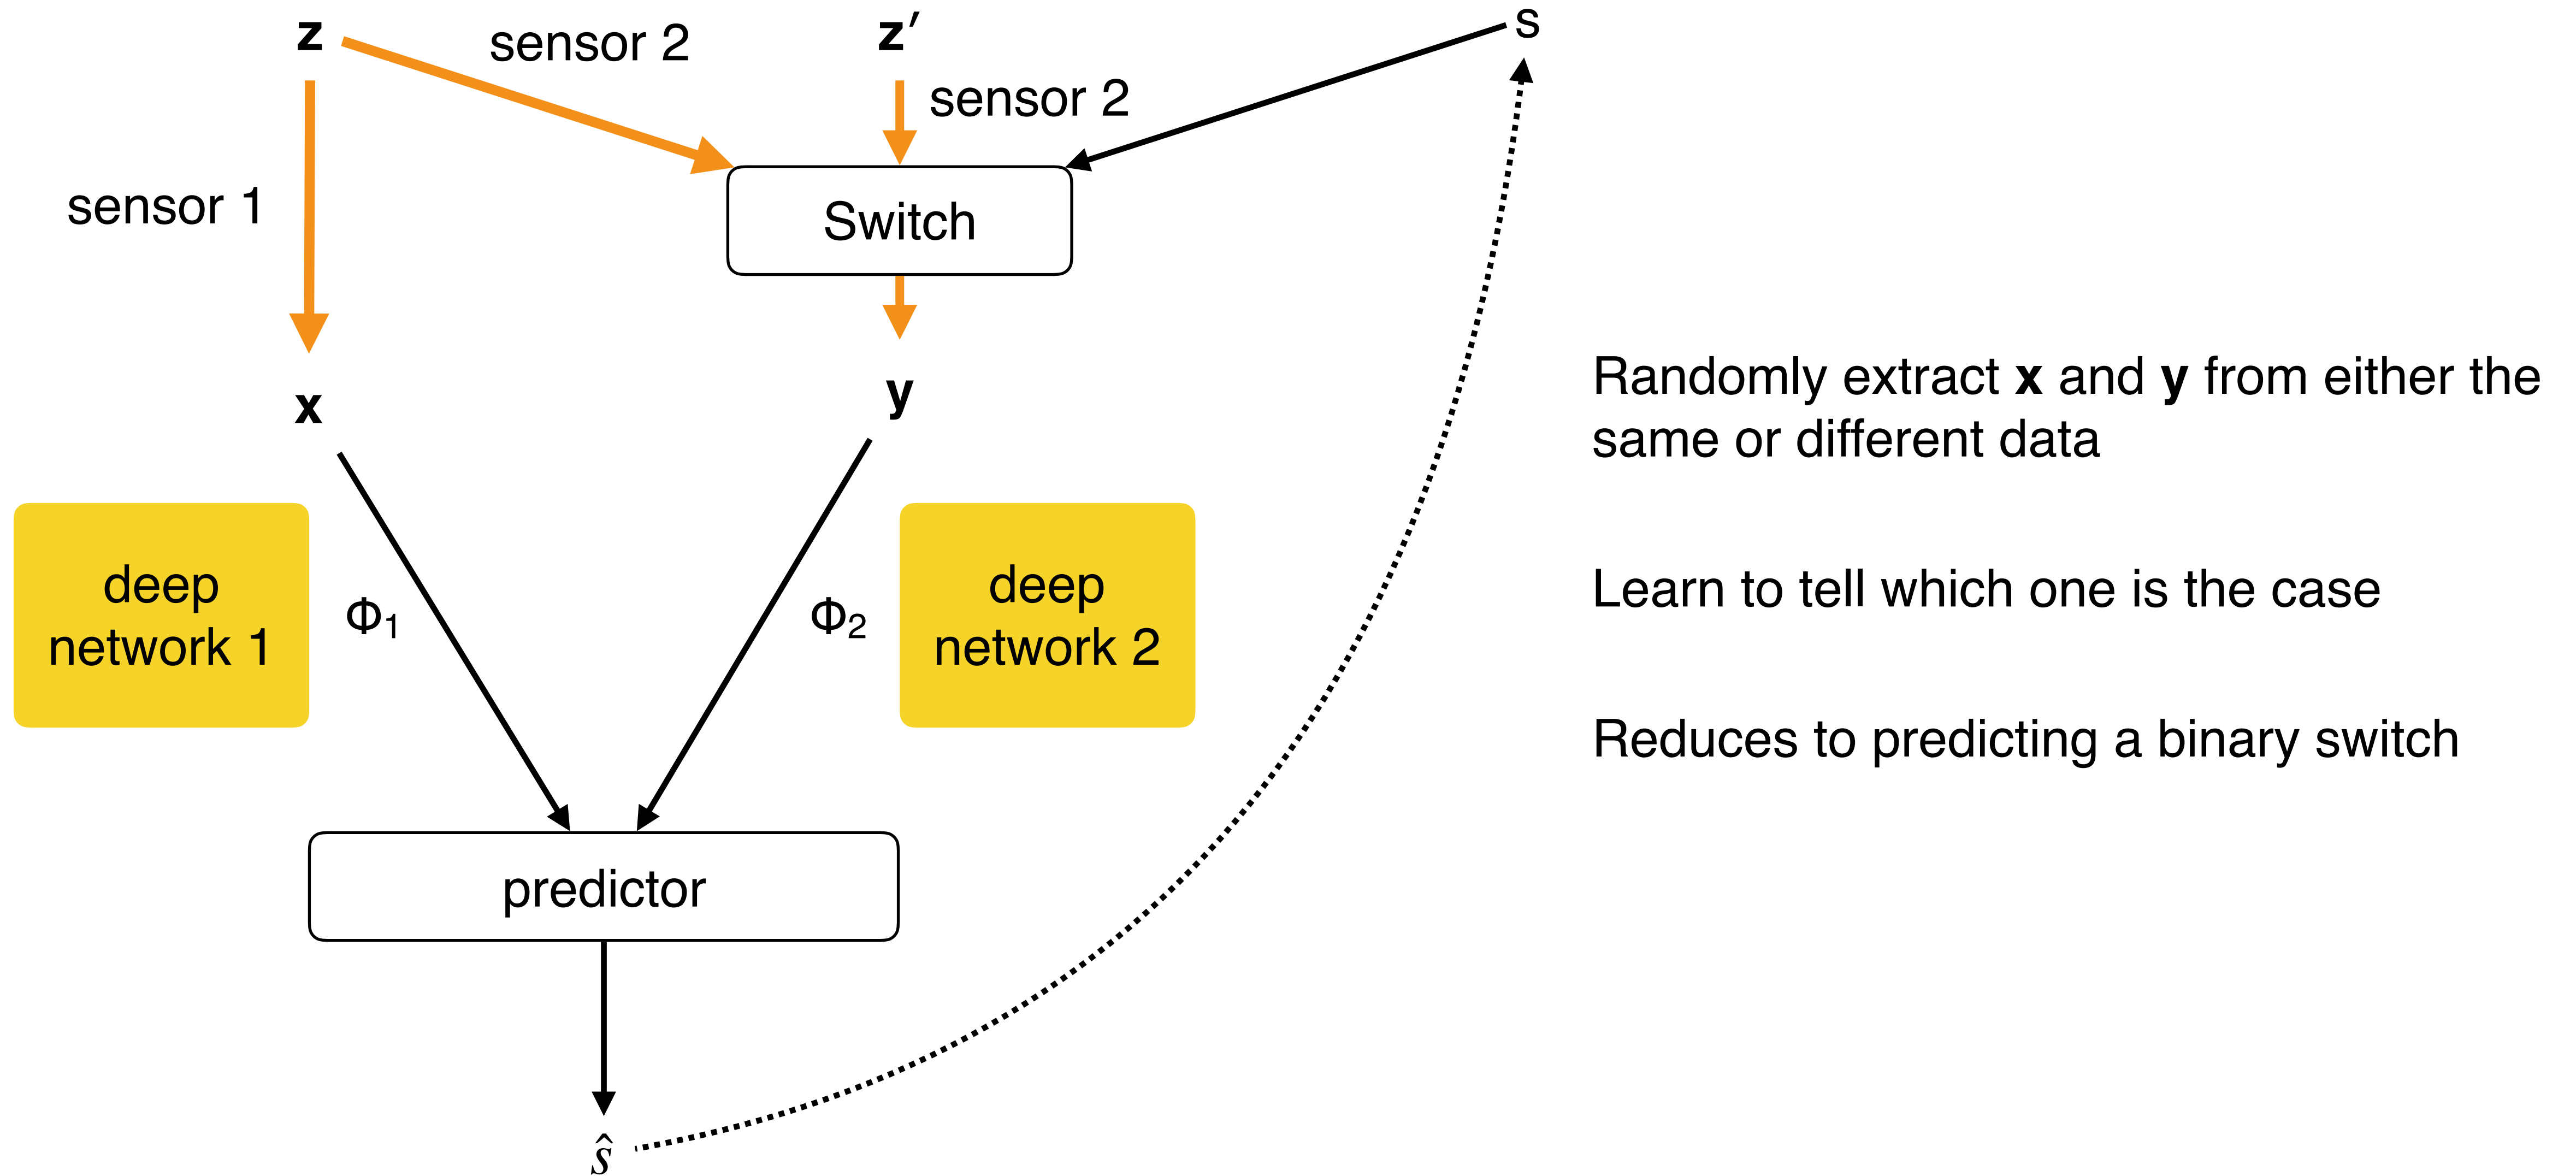 z
sensor 2
z′
s
sensor 2
sensor 1
Switch
x
y
Randomly extract x and y from either the
same or different data
deep
network 1
Φ1
Φ2
deep
network 2
Learn to tell which one is the case
Reduces to predicting a binary switch
predictor
ŝ